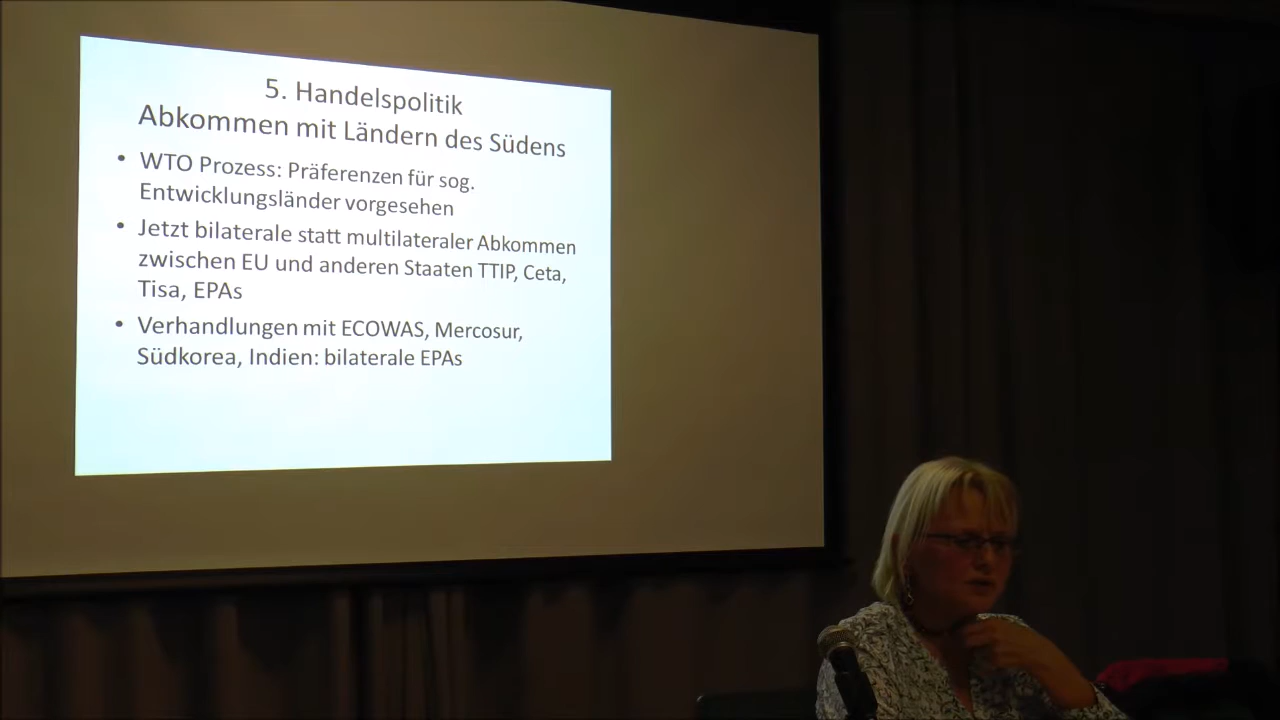 5. Handelspolitik
Abkommen mit Ländern des Südens
• WTO Prozess: Präferenzen für sog.
Entwicklungsländer vorgesehen
• Jetzt bilaterale statt multilateraler Abkommen
zwischen EU und anderen Staaten TTIP, Ceta,
Tisa, EPAs
• Verhandlungen mit ECOWAS, Mercosur,
Südkorea, Indien: bilaterale EPAs